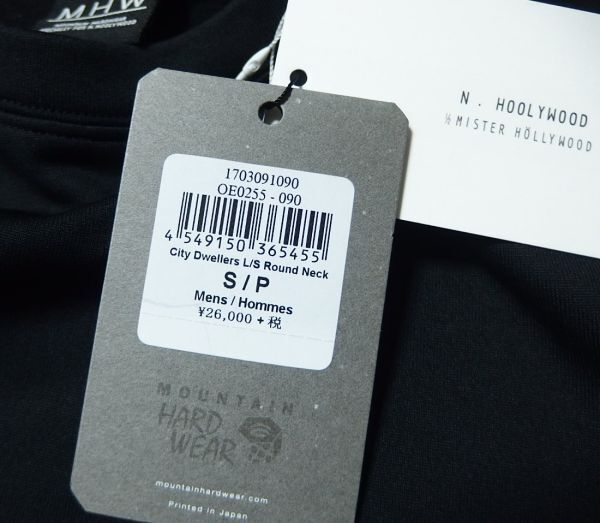 MHW
N. HOOLYWOOD
½ MISTER HÖLLYWOOD
1703091090
OE0255 - 090
4 549150 365455
City Dwellers L/S Round Neck
S / P
Mens / Hommes
¥26,000 + 税
MOUNTAIN
HARD
WEAR
mountainhardwear.com
Printed in Japan